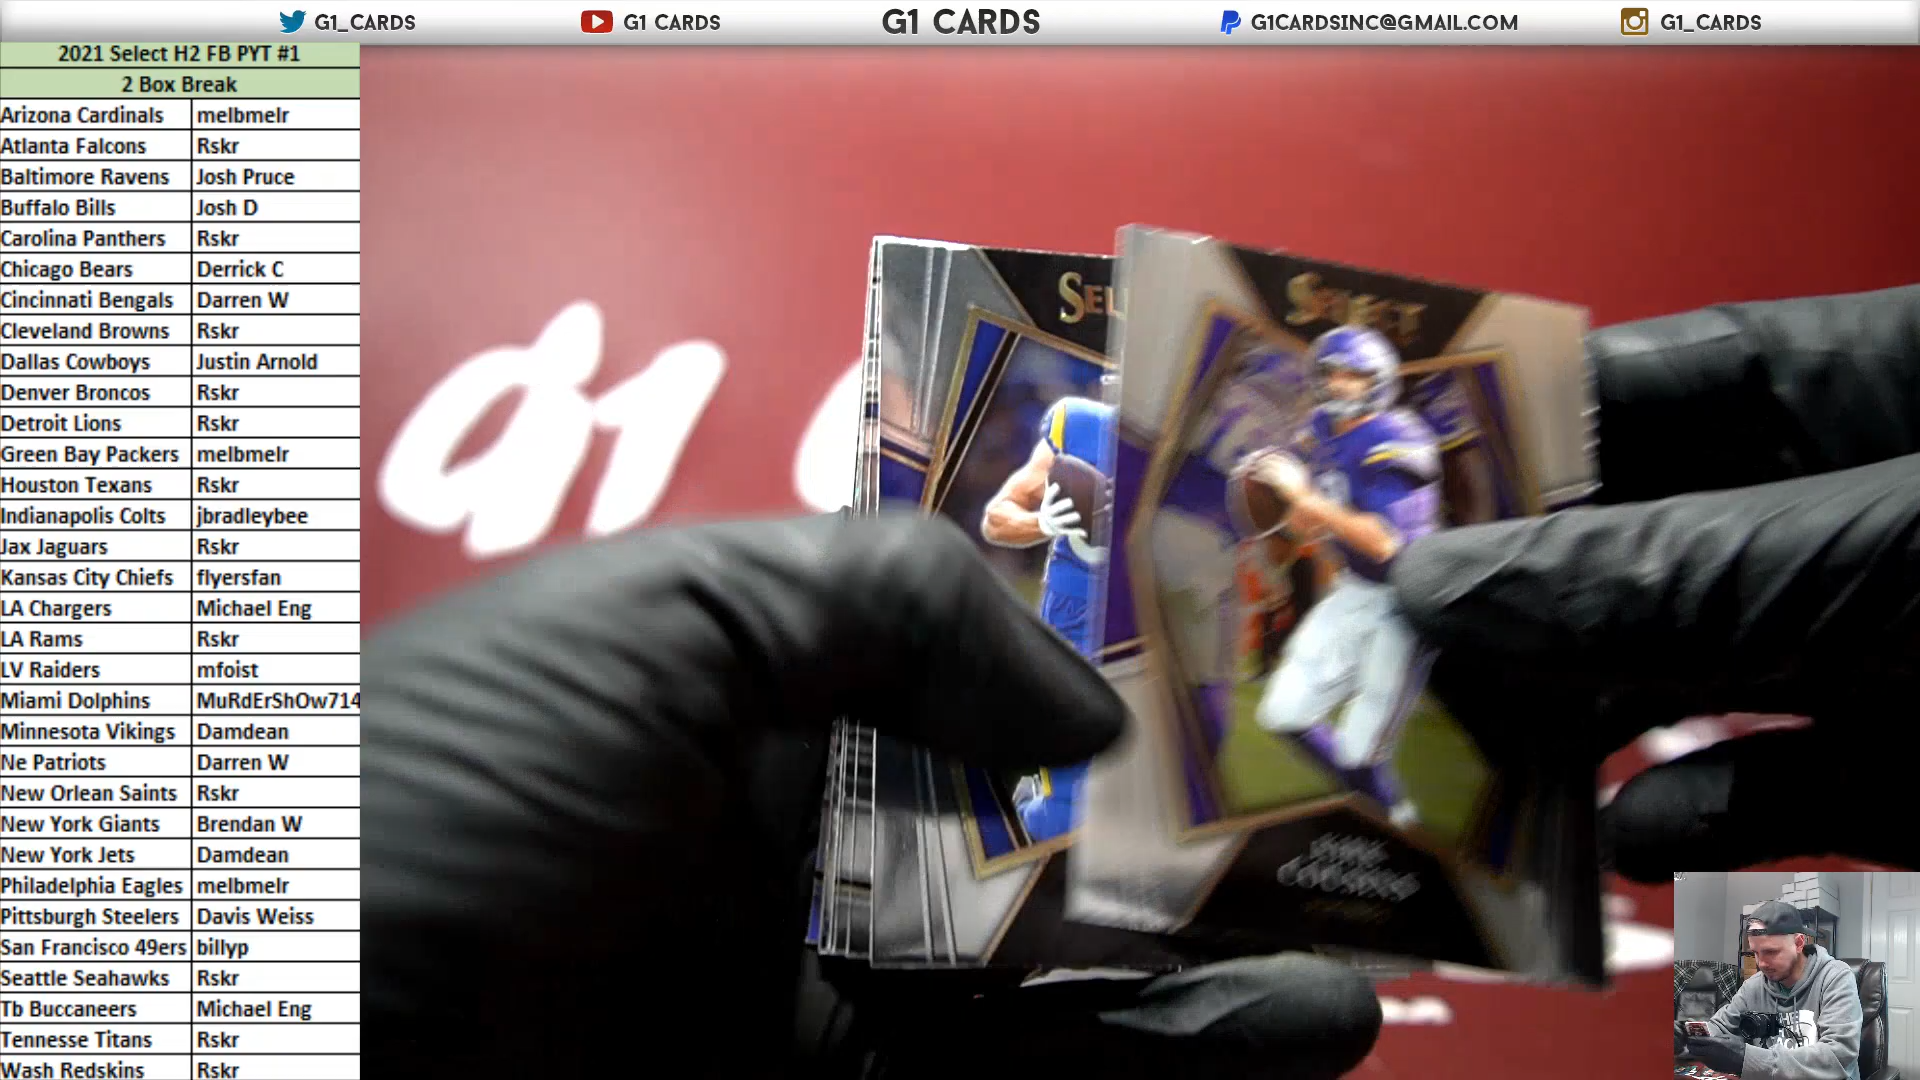 G1_CARDS G1 CARDS G1 CARDS G1CARDSINC@GMAIL.COM G1_CARDS
2021 Select H2 FB PYT #1
2 Box Break
Arizona Cardinals melbmelr
Atlanta Falcons Rskr
Baltimore Ravens Josh Pruce
Buffalo Bills Josh D
Carolina Panthers Rskr
Chicago Bears Derrick C
Cincinnati Bengals Darren W
Cleveland Browns Rskr
Dallas Cowboys Justin Arnold
Denver Broncos Rskr
Detroit Lions Rskr
Green Bay Packers melbmelr
Houston Texans Rskr
Indianapolis Colts jbradleybee
Jax Jaguars Rskr
Kansas City Chiefs flyersfan
LA Chargers Michael Eng
LA Rams Rskr
LV Raiders mfoist
Miami Dolphins MuRdErShOw714
Minnesota Vikings Damdean
Ne Patriots Darren W
New Orlean Saints Rskr
New York Giants Brendan W
New York Jets Damdean
Philadelphia Eagles melbmelr
Pittsburgh Steelers Davis Weiss
San Francisco 49ers billyp
Seattle Seahawks Rskr
Tb Buccaneers Michael Eng
Tennesse Titans Rskr
Wash Redskins Rskr
g1
SEL
SELECT
COUSINS